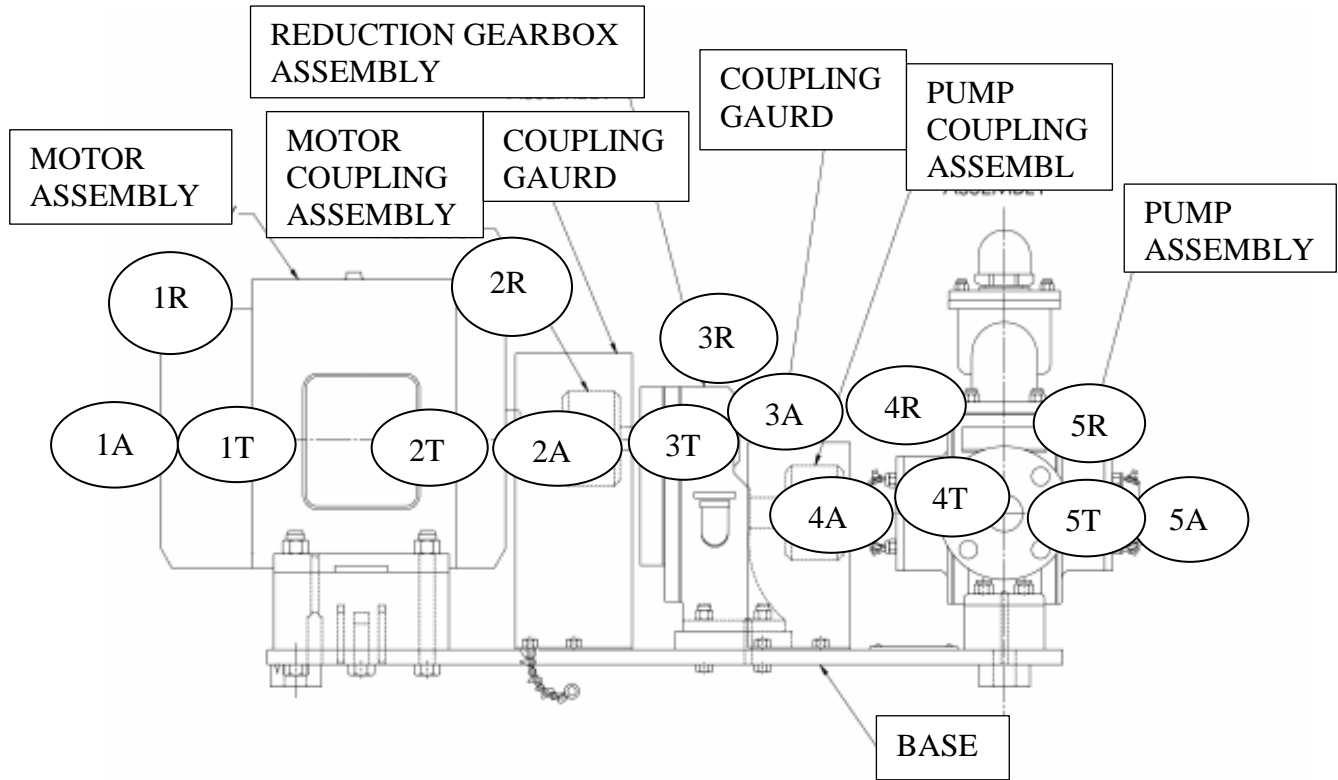 REDUCTION GEARBOX
ASSEMBLY
COUPLING
GAURD
PUMP
COUPLING
ASSEMBL
MOTOR
ASSEMBLY
MOTOR
COUPLING
ASSEMBLY
COUPLING
GAURD
PUMP
ASSEMBLY
1R
2R
3R
1A
1T
2T
2A
3T
3A
4R
5R
4A
4T
5T
5A
BASE